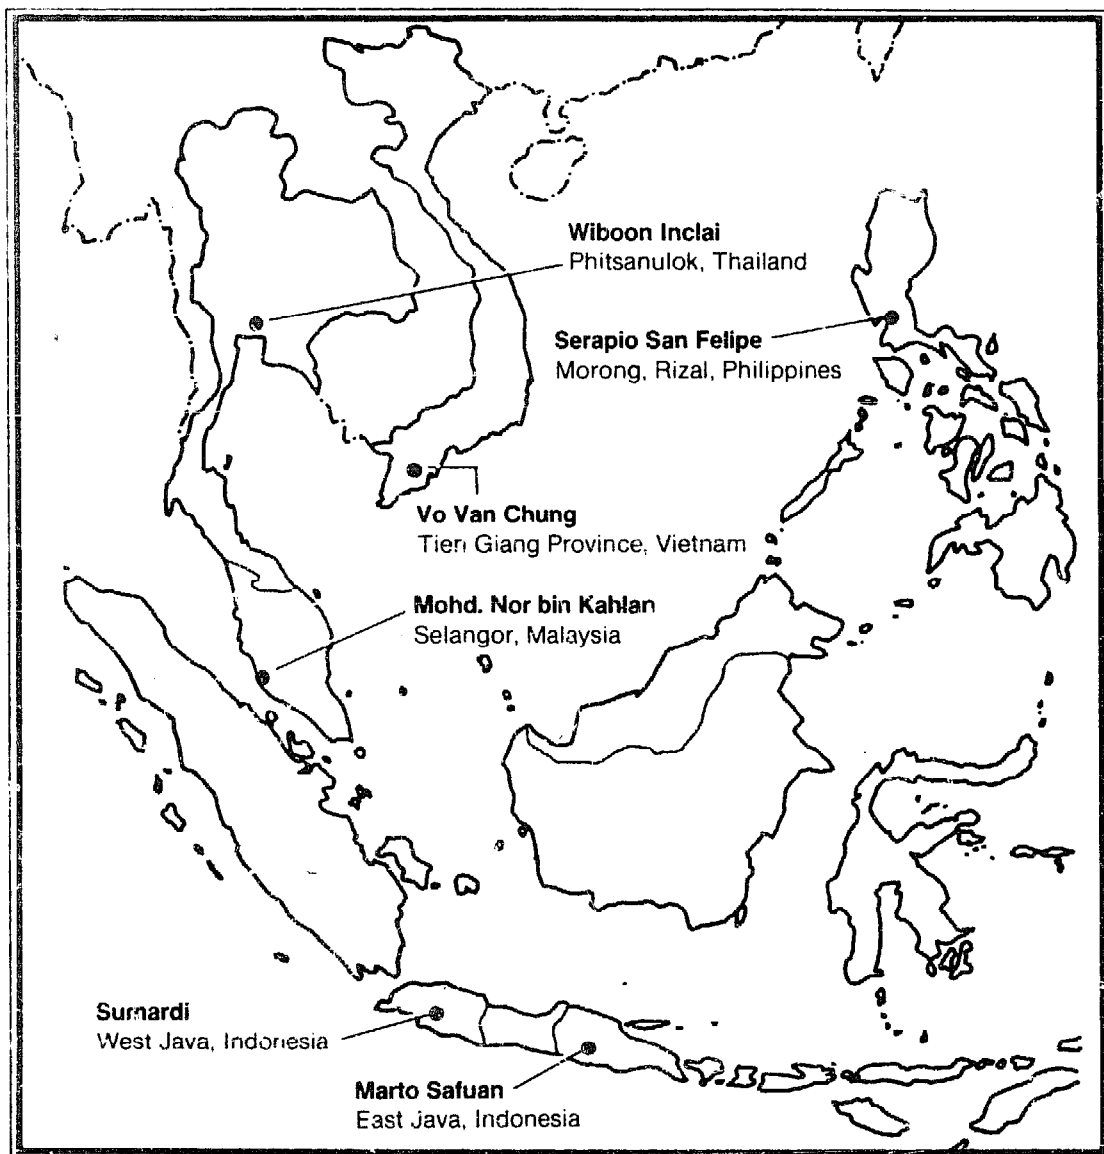 Wiboon Inclai
Phitsanulok, Thailand
Serapio San Felipe
Morong, Rizal, Philippines
Vo Van Chung
Tien Giang Province, Vietnam
Mohd. Nor bin Kahlan
Selangor, Malaysia
Sumardi
West Java, Indonesia
Marto Safuan
East Java, Indonesia